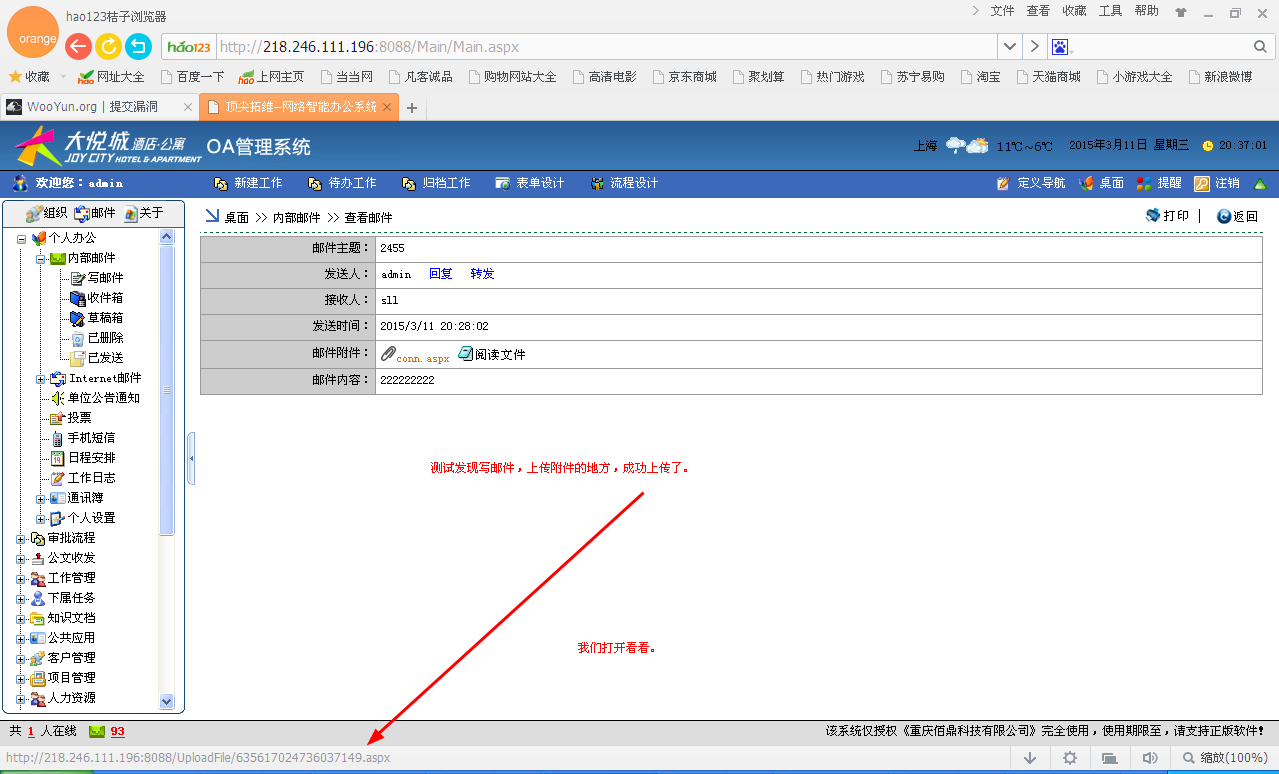 hao123桔子浏览器
文件 查看 收藏 工具 帮助
orange
hao123 http://218.246.111.196:8088/Main/Main.aspx
收藏 网址大全 百度一下 上网主页 当当网 凡客诚品 购物网站大全 高清电影 京东商城 聚划算 热门游戏 苏宁易购 淘宝 天猫商城 小游戏大全 新浪微博
WooYun.org | 提交漏洞 顶尖拓维--网络智能办公系统
大悦城 酒店·公寓 OA管理系统
JOY CITY HOTEL & APARTMENT
上海 11℃~6℃ 2015年3月11日 星期三 20:37:01
欢迎您：admin 新建工作 待办工作 归档工作 表单设计 流程设计 定义导航 桌面 提醒 注销
组织 邮件 关于
桌面 >> 内部邮件 >> 查看邮件
打印 | 返回
个人办公
内部邮件
写邮件
收件箱
草稿箱
已删除
已发送
Internet邮件
单位公告通知
投票
手机短信
日程安排
工作日志
通讯簿
个人设置
审批流程
公文收发
工作管理
下属任务
知识文档
公共应用
客户管理
项目管理
人力资源
邮件主题： 2455
发送人： admin 回复 转发
接收人： sll
发送时间： 2015/3/11 20:28:02
邮件附件： conn.aspx 阅读文件
邮件内容： 222222222
测试发现写邮件，上传附件的地方，成功上传了。
我们打开看看。
共 1 人在线 93
该系统仅授权《重庆佰鼎科技有限公司》完全使用，使用期限至，请支持正版软件！
http://218.246.111.196:8088/UploadFile/635617024736037149.aspx
缩放(100%)